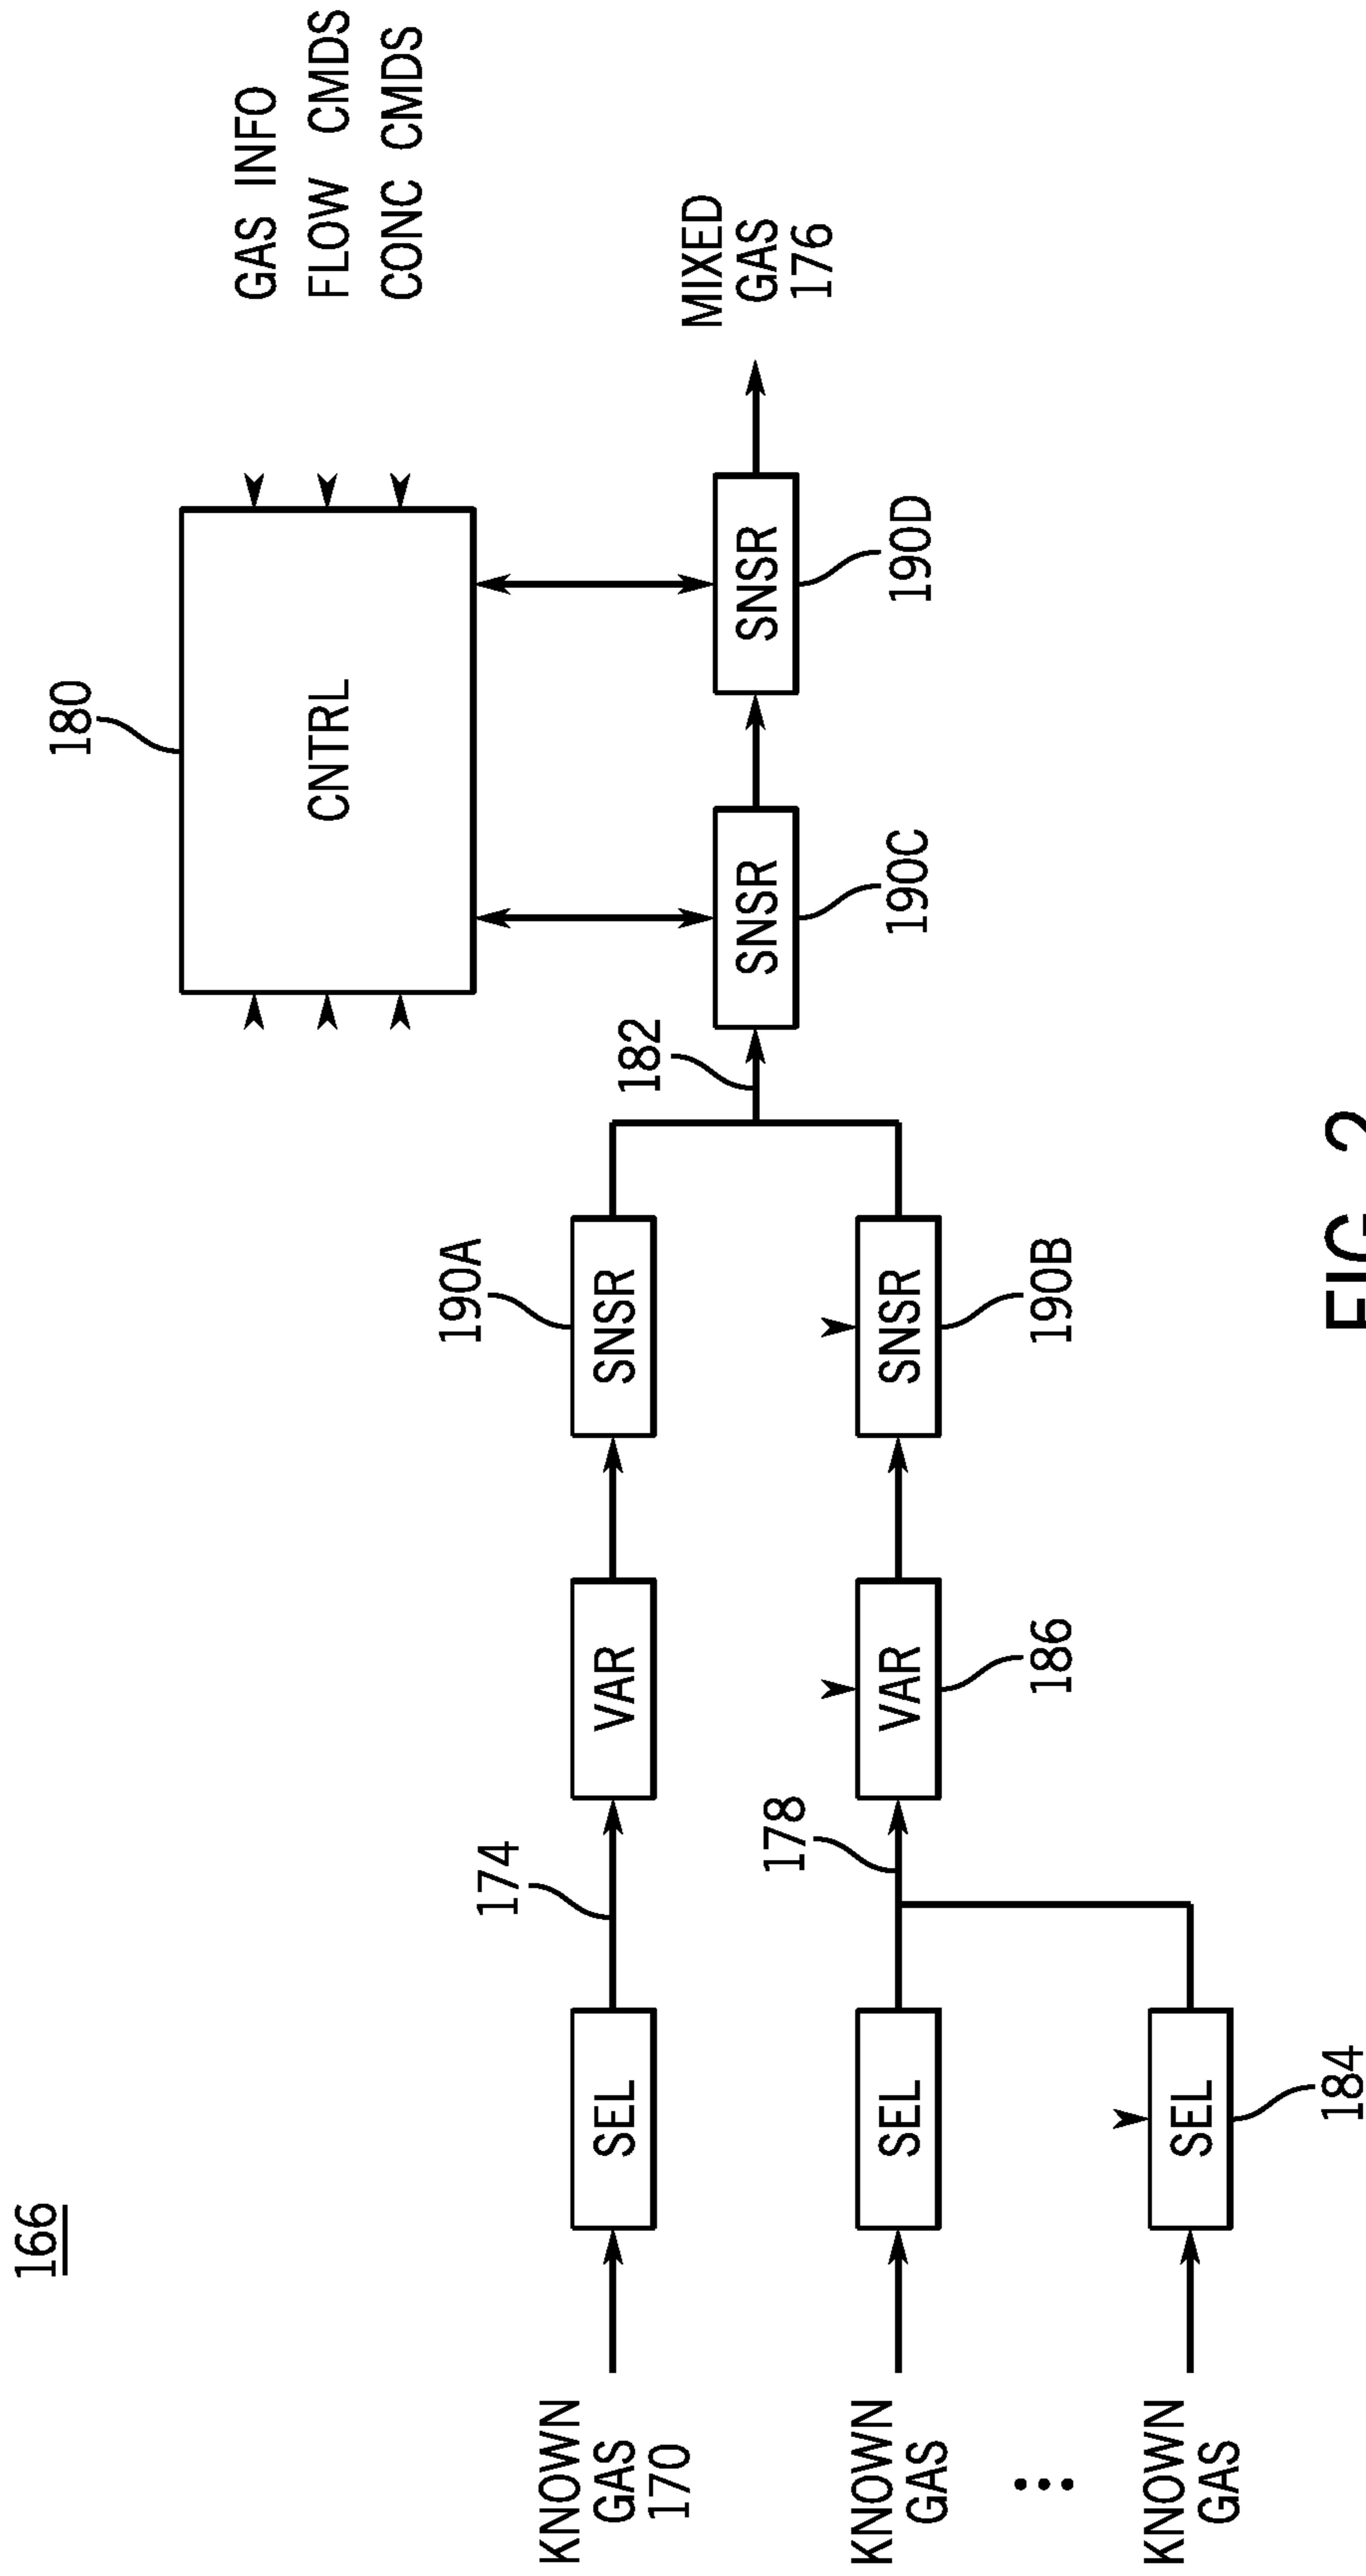 166
180
GAS INFO
FLOW CMDS
CONC CMDS
CNTRL
190A
182
174
KNOWN
GAS
170
SEL
VAR
SNSR
SNSR
SNSR
MIXED
GAS
176
190C
190D
178
KNOWN
GAS
SEL
VAR
SNSR
186
190B
KNOWN
GAS
SEL
184
FIG. 2